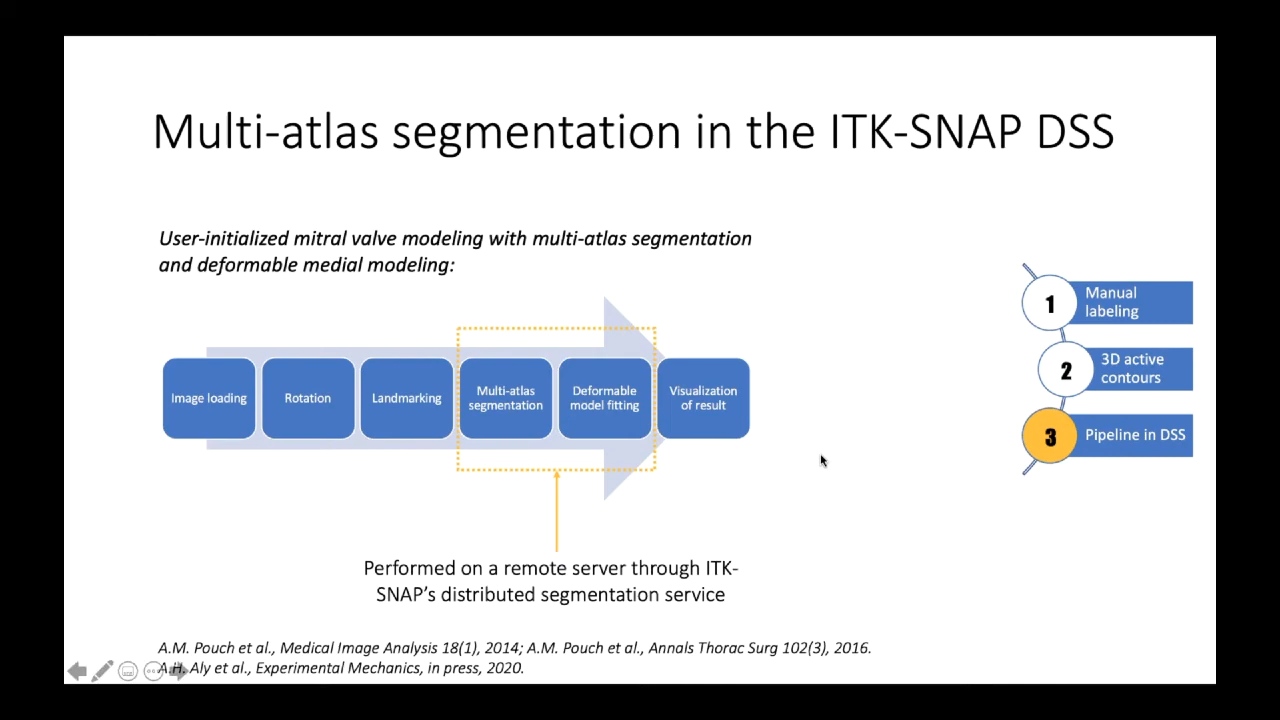 Multi-atlas segmentation in the ITK-SNAP DSS
User-initialized mitral valve modeling with multi-atlas segmentation
and deformable medial modeling:
Image loading
Rotation
Landmarking
Multi-atlas
segmentation
Deformable
model fitting
Visualization
of result
Performed on a remote server through ITK-
SNAP's distributed segmentation service
1
Manual
labeling
2
3D active
contours
3
Pipeline in DSS
A.M. Pouch et al., Medical Image Analysis 18(1), 2014; A.M. Pouch et al., Annals Thorac Surg 102(3), 2016.
A.H. Aly et al., Experimental Mechanics, in press, 2020.